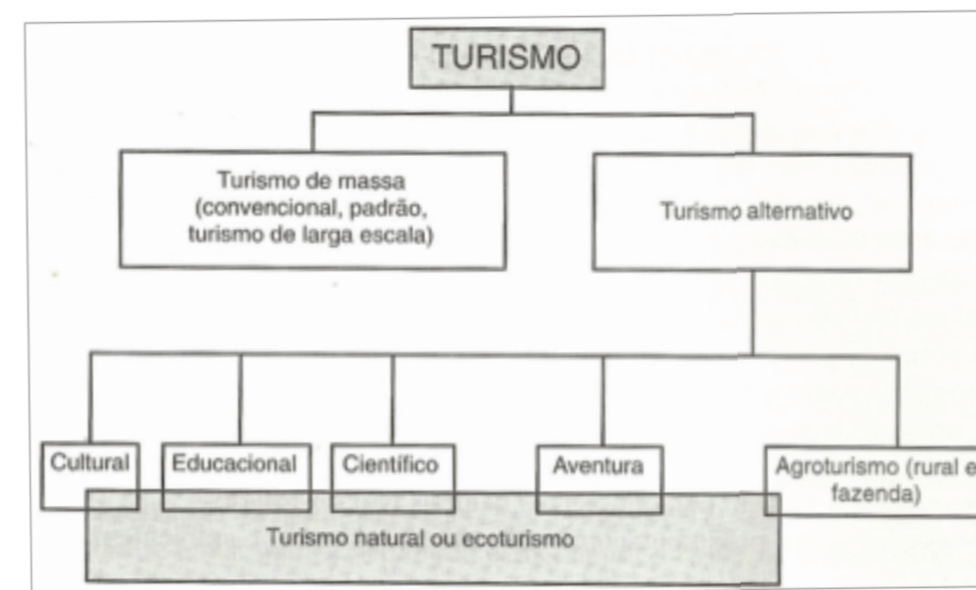 TURISMO
Turismo de massa
(convencional, padrão,
turismo de larga escala)
Turismo alternativo
Cultural
Educacional
Científico
Aventura
Agroturismo (rural e
fazenda)
Turismo natural ou ecoturismo